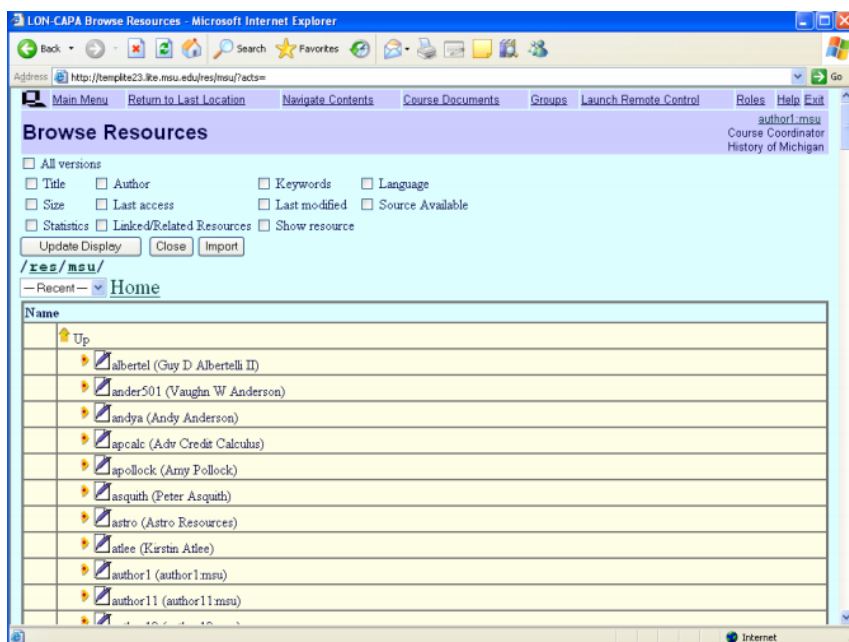 LON-CAPA Browse Resources - Microsoft Internet Explorer
Back Search Favorites
Address http://templite23.lite.msu.edu/res/msu/?acts= Go
Main Menu Return to Last Location Navigate Contents Course Documents Groups Launch Remote Control Roles Help Exit
Browse Resources
author1:msu
Course Coordinator
History of Michigan
All versions
Title Author Keywords Language
Size Last access Last modified Source Available
Statistics Linked/Related Resources Show resource
Update Display Close Import
/res/msu/
—Recent— Home
Name
Up
albertel (Guy D Albertelli II)
ander501 (Vaughn W Anderson)
andya (Andy Anderson)
apcalc (Adv Credit Calculus)
apollock (Amy Pollock)
asquith (Peter Asquith)
astro (Astro Resources)
atlee (Kirstin Atlee)
author1 (author1:msu)
author11 (author11:msu)
Internet